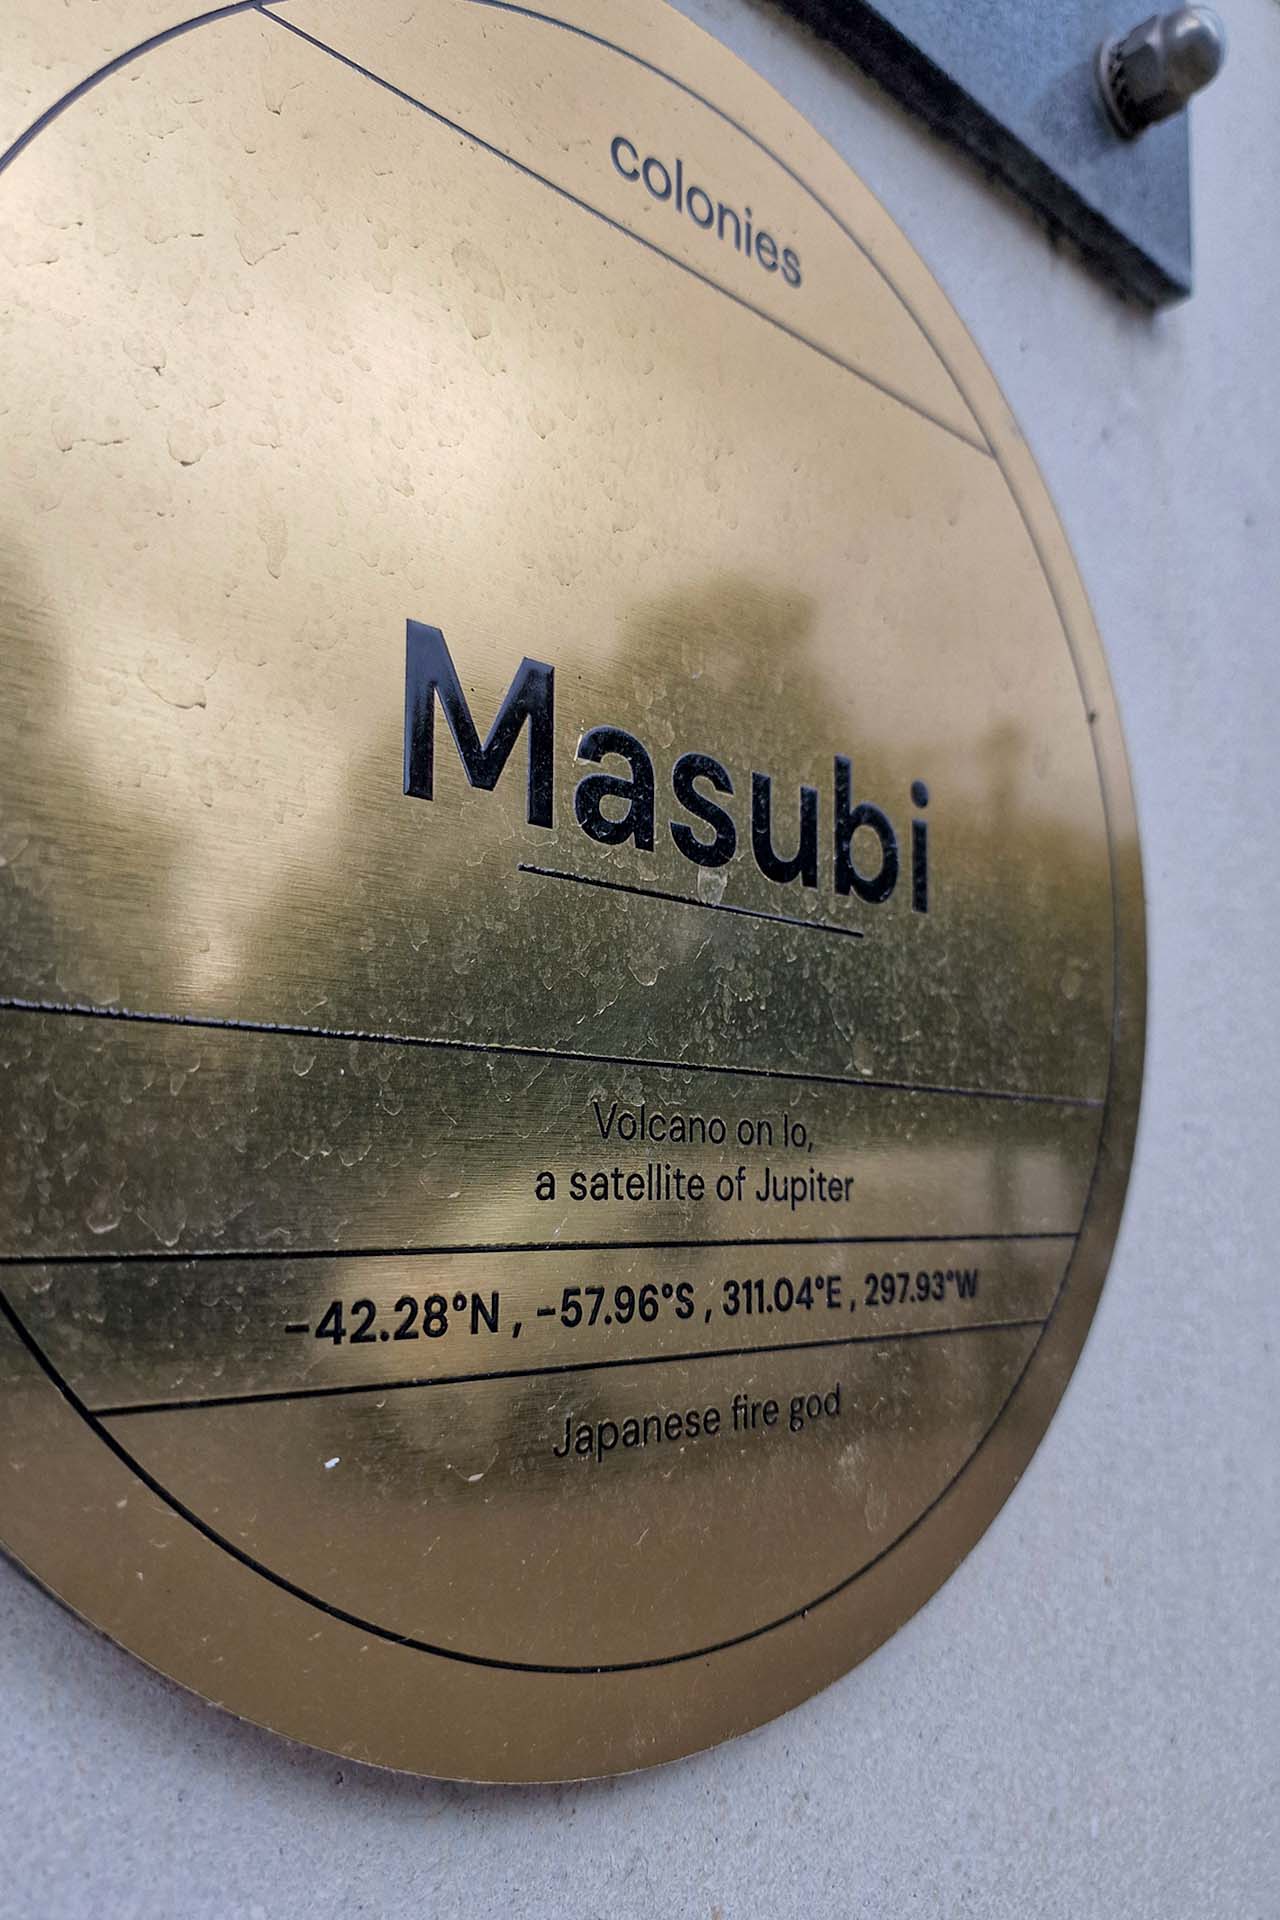 colonies
Masubi
Volcano on Io,
a satellite of Jupiter
-42.28°N , -57.96°S , 311.04°E , 297.93°W
Japanese fire god